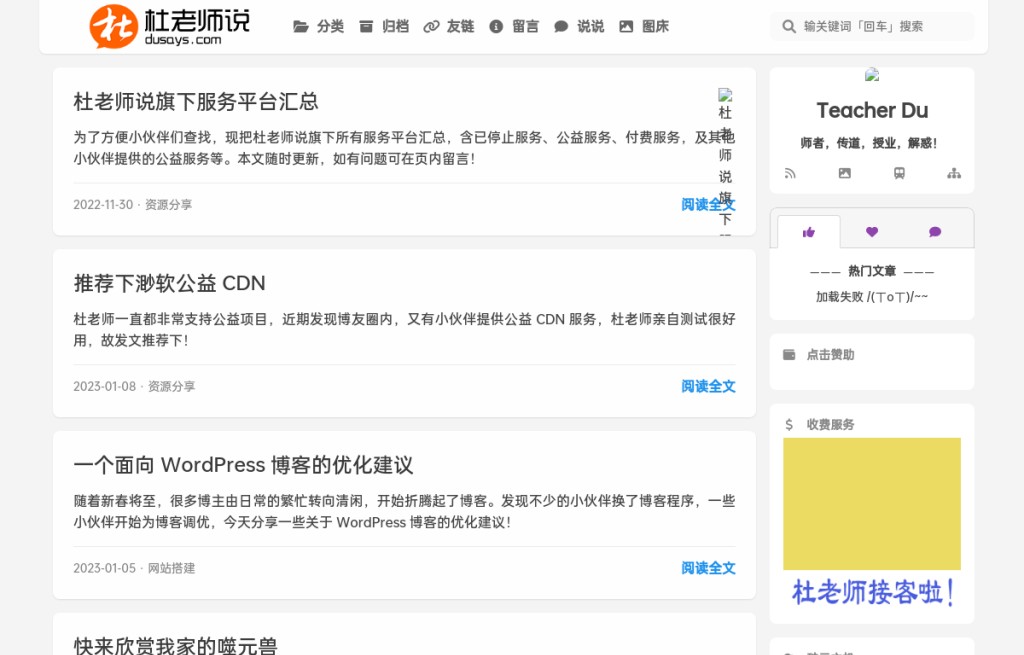 杜老师说
dusays.com
分类 归档 友链 留言 说说 图床
输关键词「回车」搜索
杜老师说旗下服务平台汇总
为了方便小伙伴们查找，现把杜老师说旗下所有服务平台汇总，含已停止服务、公益服务、付费服务，及其他
小伙伴提供的公益服务等。本文随时更新，如有问题可在页内留言！
杜
老
师
说
旗
下
2022-11-30 · 资源分享
阅读全文
推荐下渺软公益 CDN
杜老师一直都非常支持公益项目，近期发现博友圈内，又有小伙伴提供公益 CDN 服务，杜老师亲自测试很好
用，故发文推荐下！
2023-01-08 · 资源分享
阅读全文
一个面向 WordPress 博客的优化建议
随着新春将至，很多博主由日常的繁忙转向清闲，开始折腾起了博客。发现不少的小伙伴换了博客程序，一些
小伙伴开始为博客调优，今天分享一些关于 WordPress 博客的优化建议！
2023-01-05 · 网站搭建
阅读全文
快来欣赏我家的噬元兽
Teacher Du
师者，传道，授业，解惑！
——— 热门文章 ———
加载失败 /(ㄒoㄒ)/~~
点击赞助
收费服务
杜老师接客啦！